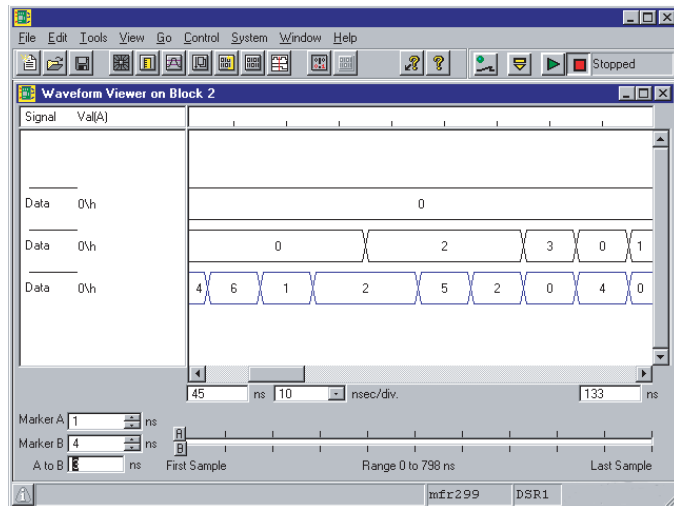 File Edit Tools View Go Control System Window Help
Stopped
Waveform Viewer on Block 2
Signal Val(A)
Data 0\h 0
Data 0\h 0 2 3 0 1
Data 0\h 4 6 1 2 5 2 0 4 0
45 ns 10 nsec/div. 133 ns
Marker A 1 ns
Marker B 4 ns
A to B 3 ns
A
B
First Sample Range 0 to 798 ns Last Sample
mfr299 DSR1